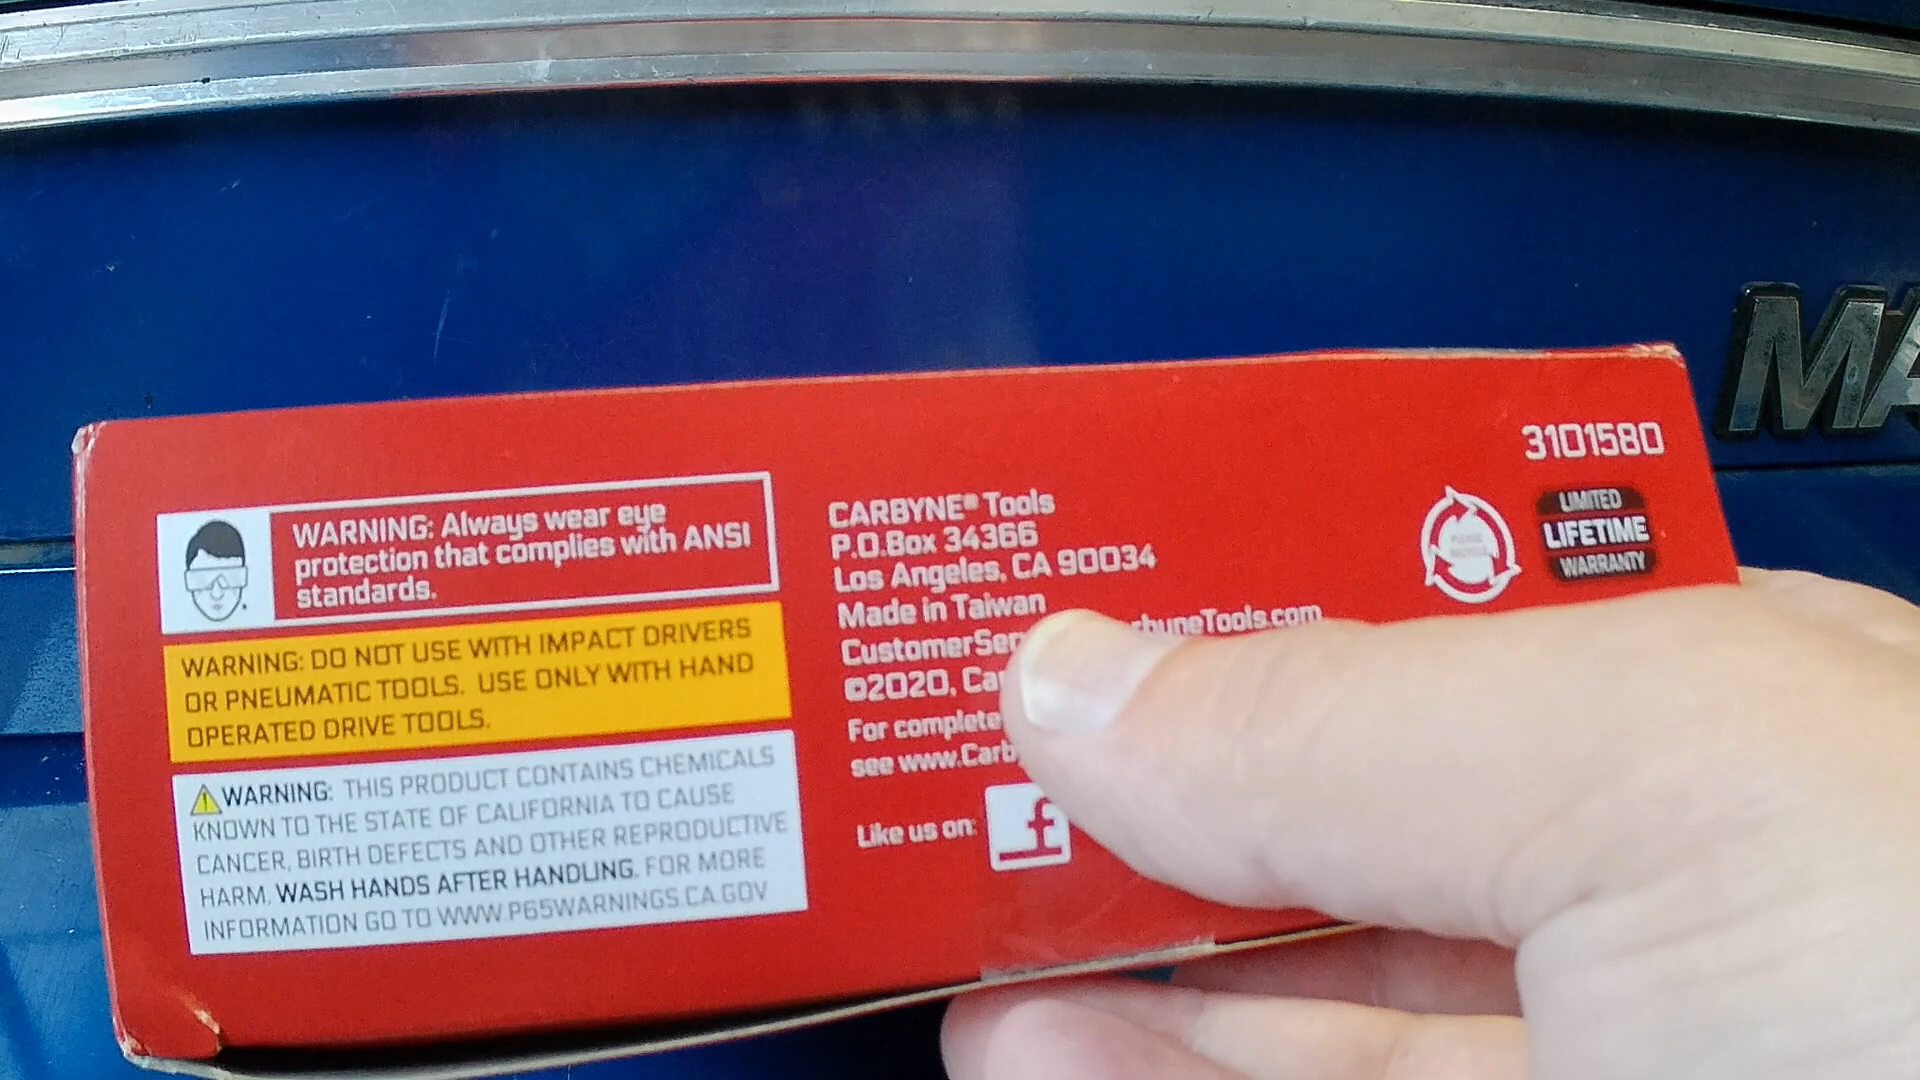 MA
3101580
LIMITED
LIFETIME
WARRANTY
WARNING: Always wear eye
protection that complies with ANSI
standards.
WARNING: DO NOT USE WITH IMPACT DRIVERS
OR PNEUMATIC TOOLS. USE ONLY WITH HAND
OPERATED DRIVE TOOLS.
WARNING: THIS PRODUCT CONTAINS CHEMICALS
KNOWN TO THE STATE OF CALIFORNIA TO CAUSE
CANCER, BIRTH DEFECTS AND OTHER REPRODUCTIVE
HARM. WASH HANDS AFTER HANDLING. FOR MORE
INFORMATION GO TO WWW.P65WARNINGS.CA.GOV
CARBYNE® Tools
P.O.Box 34366
Los Angeles, CA 90034
Made in Taiwan
CustomerSer rbyneTools.com
©2020, Ca
For complete
see www.Carb
Like us on: f